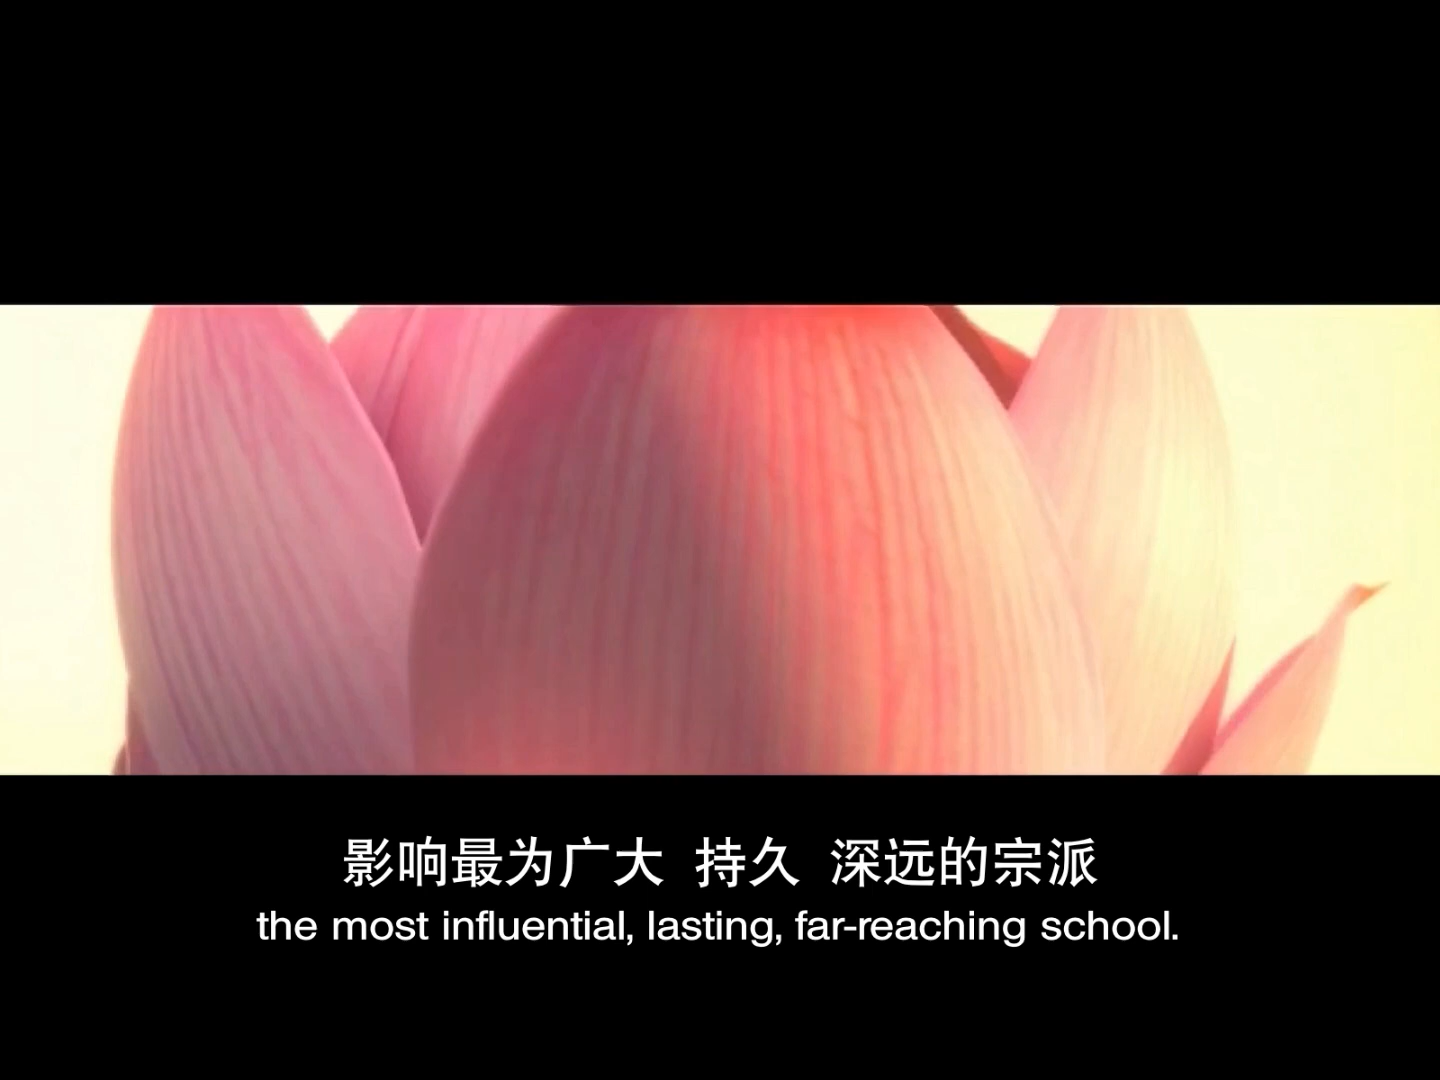 影响最为广大 持久 深远的宗派
the most influential, lasting, far-reaching school.